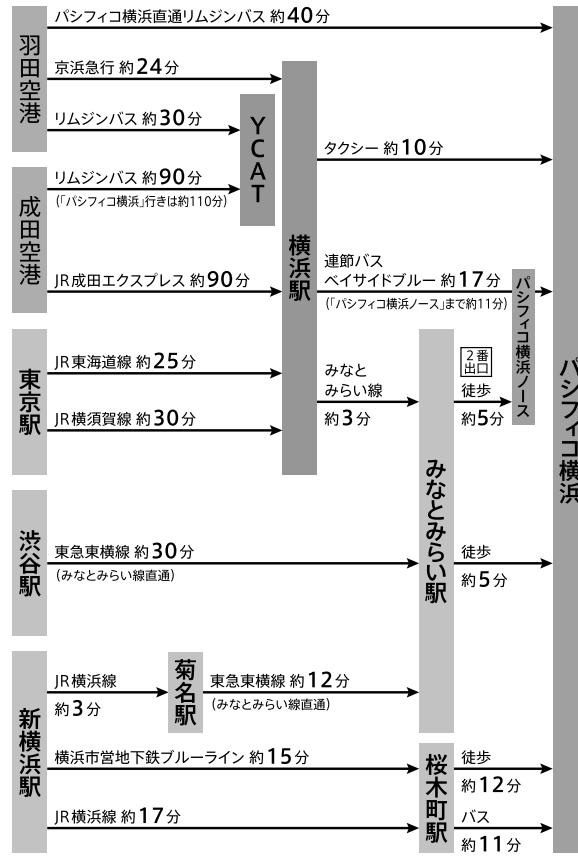 羽田空港
パシフィコ横浜直通リムジンバス 約40分
京浜急行 約24分
リムジンバス 約30分
YCAT
成田空港
リムジンバス 約90分
(「パシフィコ横浜」行きは約110分)
JR成田エクスプレス 約90分
横浜駅
タクシー 約10分
連節バス
ベイサイドブルー 約17分
(「パシフィコ横浜ノース」まで約11分)
パシフィコ横浜ノース
東京駅
JR東海道線 約25分
JR横須賀線 約30分
みなと
みらい線
約3分
2番
出口
徒歩
約5分
みなとみらい駅
パシフィコ横浜
渋谷駅
東急東横線 約30分
(みなとみらい線直通)
徒歩
約5分
新横浜駅
JR横浜線
約3分
菊名駅
東急東横線 約12分
(みなとみらい線直通)
横浜市営地下鉄ブルーライン 約15分
JR横浜線 約17分
桜木町駅
徒歩
約12分
バス
約11分